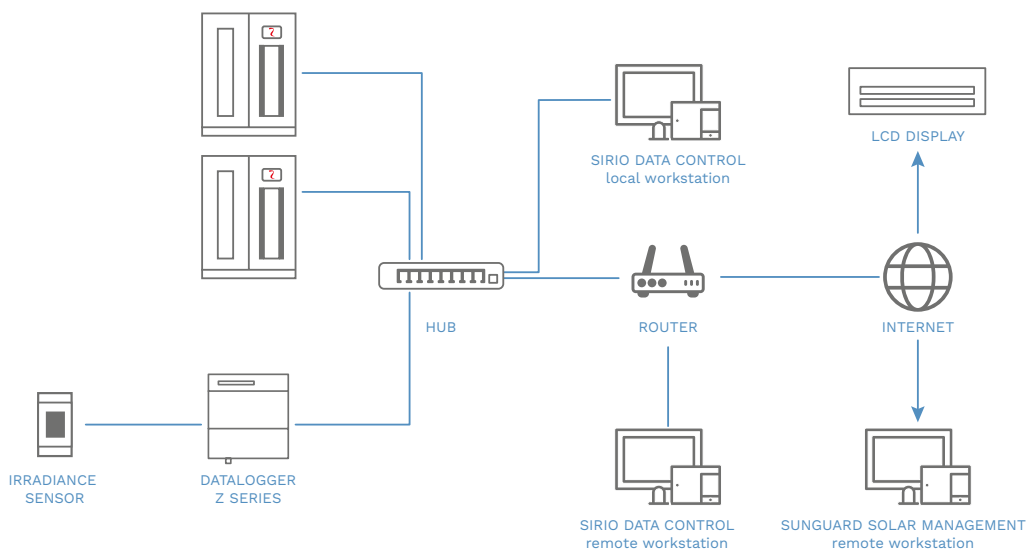 SIRIO DATA CONTROL
local workstation
LCD DISPLAY
HUB
ROUTER
INTERNET
IRRADIANCE
SENSOR
DATALOGGER
Z SERIES
SIRIO DATA CONTROL
remote workstation
SUNGUARD SOLAR MANAGEMENT
remote workstation